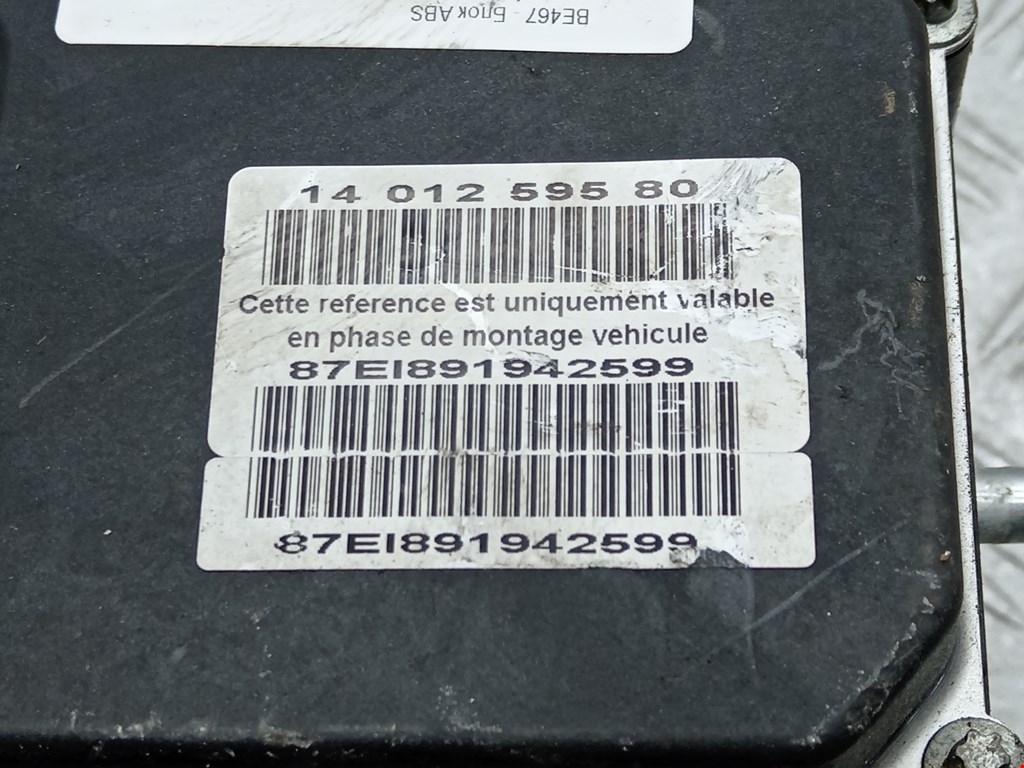 BE467 - Блок ABS
14 012 595 80
Cette reference est uniquement valable
en phase de montage vehicule
87EI891942599
87EI891942599